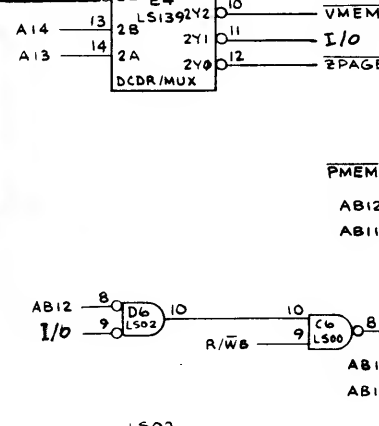 E4
10
LS139
2Y2
VMEM
A14
13
2B
11
I/O
2Y1
A13
14
2A
12
2Y0
ZPAGE
DCDR/MUX
PMEM
AB12
AB11
AB12
8
D6
LS02
10
10
C6
LS00
8
I/O
9
R/WB
9
AB1
AB1
LS02